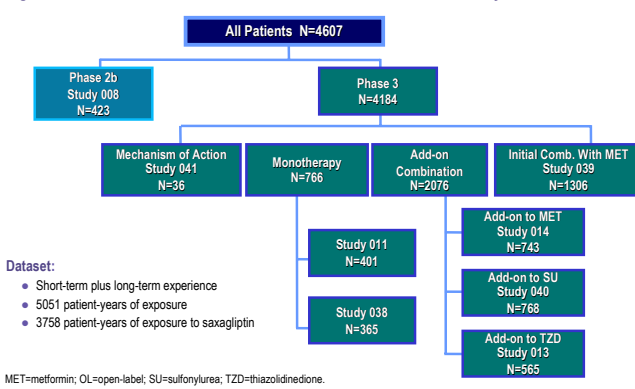 All Patients N=4607
Phase 2b
Study 008
N=423
Phase 3
N=4184
Mechanism of Action
Study 041
N=36
Monotherapy
N=766
Add-on
Combination
N=2076
Initial Comb. With MET
Study 039
N=1306
Study 011
N=401
Study 038
N=365
Add-on to MET
Study 014
N=743
Add-on to SU
Study 040
N=768
Add-on to TZD
Study 013
N=565
Dataset:
● Short-term plus long-term experience
● 5051 patient-years of exposure
● 3758 patient-years of exposure to saxagliptin
MET=metformin; OL=open-label; SU=sulfonylurea; TZD=thiazolidinedione.